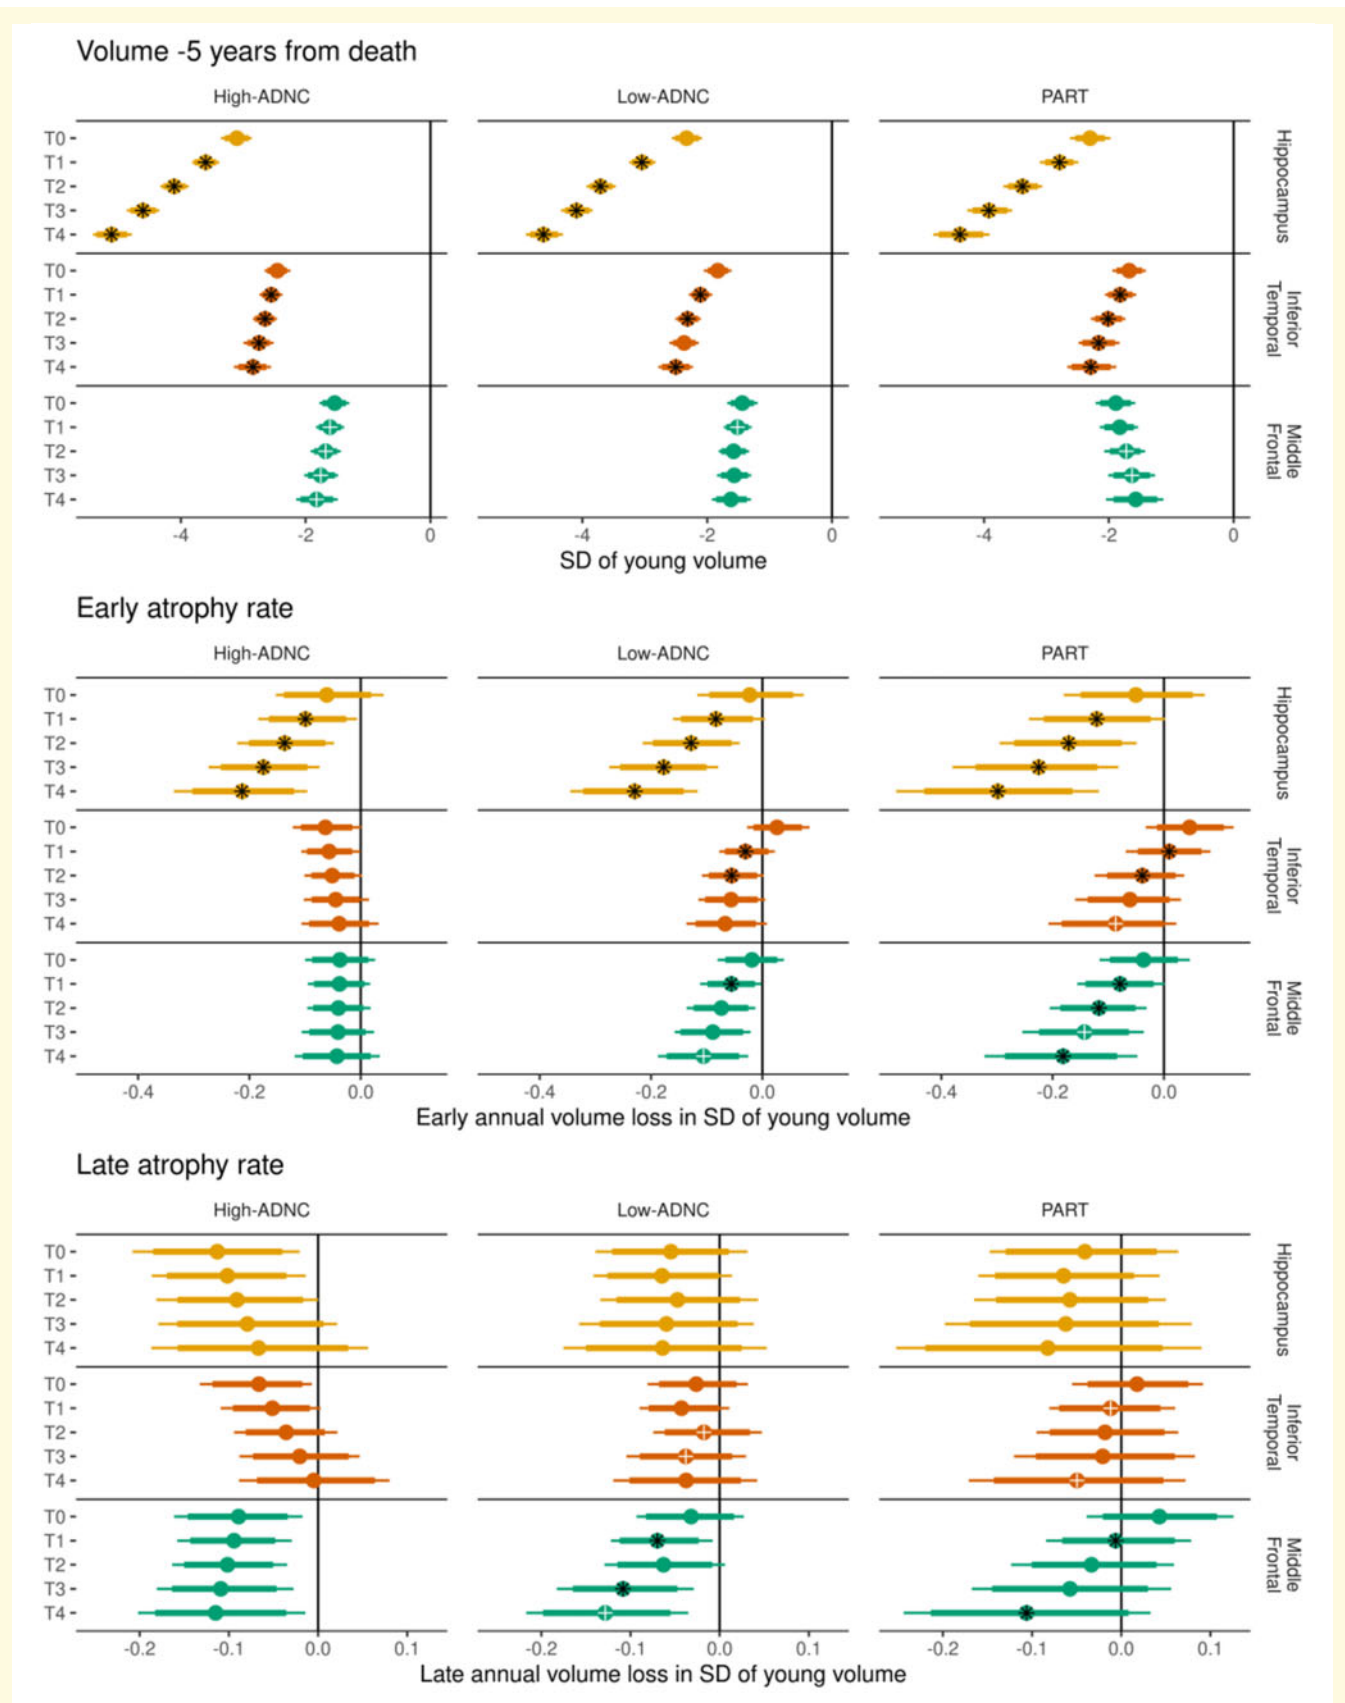 Volume -5 years from death
High-ADNC Low-ADNC PART
T0
T1
T2
T3
T4
Hippocampus
T0
T1
T2
T3
T4
Inferior
Temporal
T0
T1
T2
T3
T4
Middle
Frontal
-4 -2 0 -4 -2 0 -4 -2 0
SD of young volume
Early atrophy rate
High-ADNC Low-ADNC PART
T0
T1
T2
T3
T4
Hippocampus
T0
T1
T2
T3
T4
Inferior
Temporal
T0
T1
T2
T3
T4
Middle
Frontal
-0.4 -0.2 0.0 -0.4 -0.2 0.0 -0.4 -0.2 0.0
Early annual volume loss in SD of young volume
Late atrophy rate
High-ADNC Low-ADNC PART
T0
T1
T2
T3
T4
Hippocampus
T0
T1
T2
T3
T4
Inferior
Temporal
T0
T1
T2
T3
T4
Middle
Frontal
-0.2 -0.1 0.0 0.1 -0.2 -0.1 0.0 0.1 -0.2 -0.1 0.0 0.1
Late annual volume loss in SD of young volume